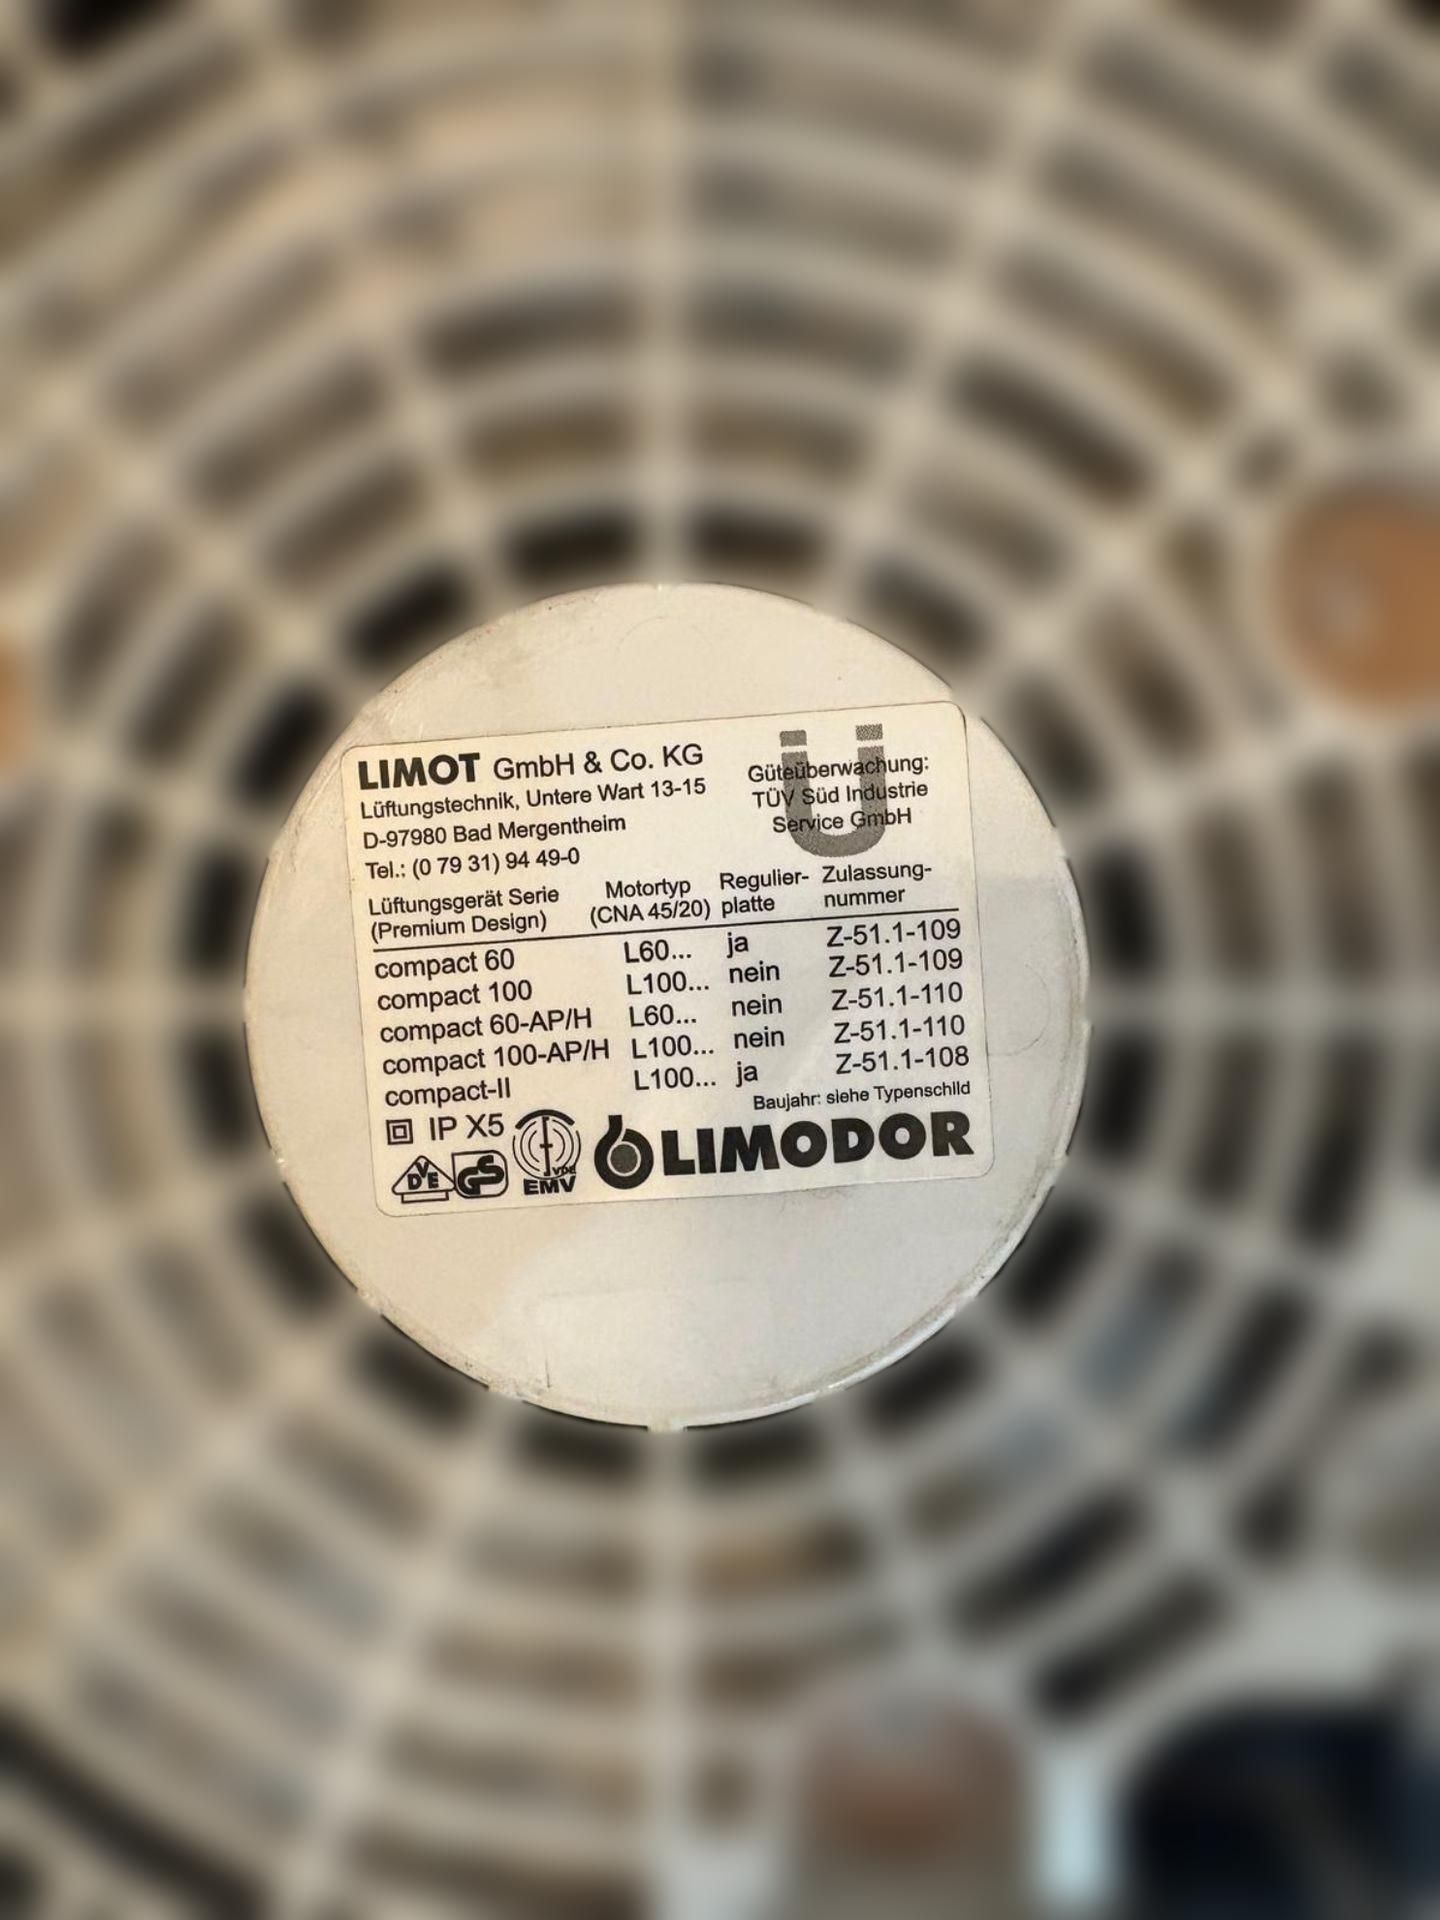 LIMOT GmbH & Co. KG
Lüftungstechnik, Untere Wart 13-15
D-97980 Bad Mergentheim
Tel.: (0 79 31) 94 49-0
Ü
Güteüberwachung:
TÜV Süd Industrie
Service GmbH
Lüftungsgerät Serie Motortyp Regulier- Zulassung-
(Premium Design) (CNA 45/20) platte nummer
compact 60 L60... ja Z-51.1-109
compact 100 L100... nein Z-51.1-109
compact 60-AP/H L60... nein Z-51.1-110
compact 100-AP/H L100... nein Z-51.1-110
compact-II L100... ja Z-51.1-108
Baujahr: siehe Typenschild
IP X5
DVE GS VDE
EMV
LIMODOR